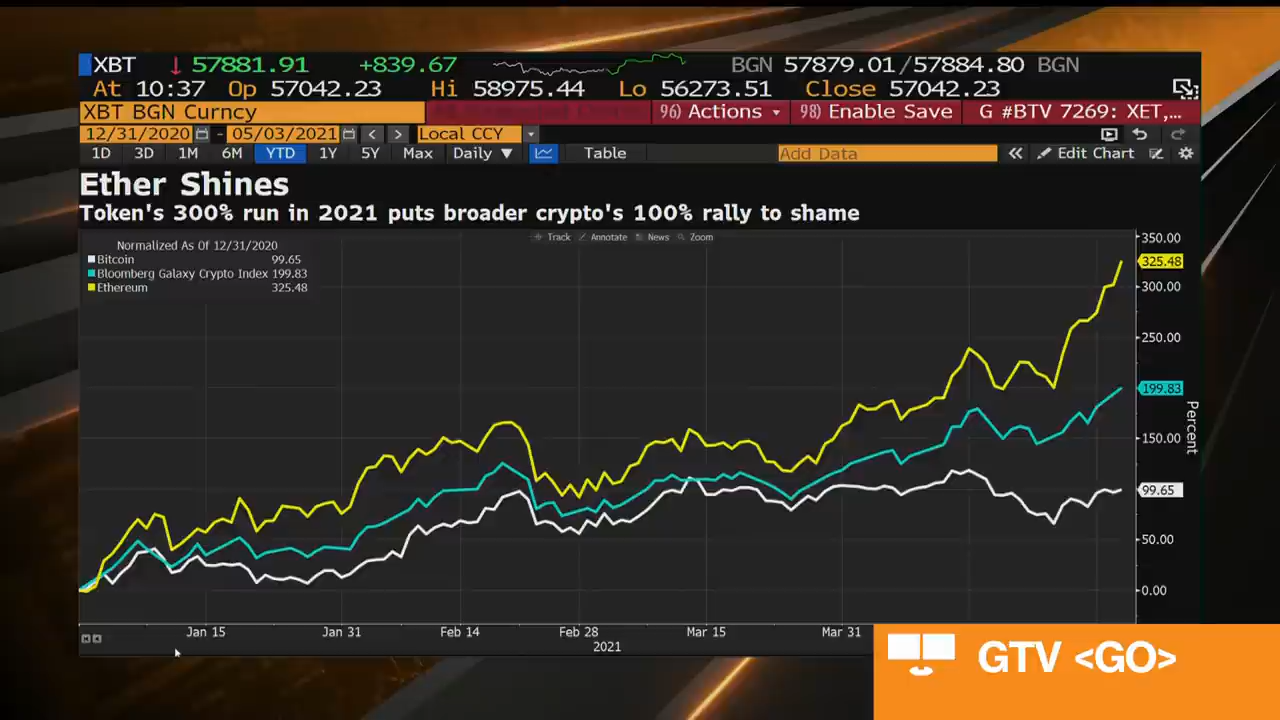 XBT ↓ 57881.91 +839.67 BGN 57879.01/57884.80 BGN
At 10:37 Op 57042.23 Hi 58975.44 Lo 56273.51 Close 57042.23
XBT BGN Curncy 96) Actions 98) Enable Save G #BTV 7269: XET,...
12/31/2020 - 05/03/2021 < > Local CCY
1D 3D 1M 6M YTD 1Y 5Y Max Daily ▼ Table Add Data « Edit Chart
Ether Shines
Token's 300% run in 2021 puts broader crypto's 100% rally to shame
Track Annotate News Zoom
Normalized As Of 12/31/2020
Bitcoin 99.65
Bloomberg Galaxy Crypto Index 199.83
Ethereum 325.48
350.00
325.48
300.00
250.00
199.83
150.00
99.65
50.00
0.00
Percent
Jan 15 Jan 31 Feb 14 Feb 28 Mar 15 Mar 31
2021
GTV <GO>